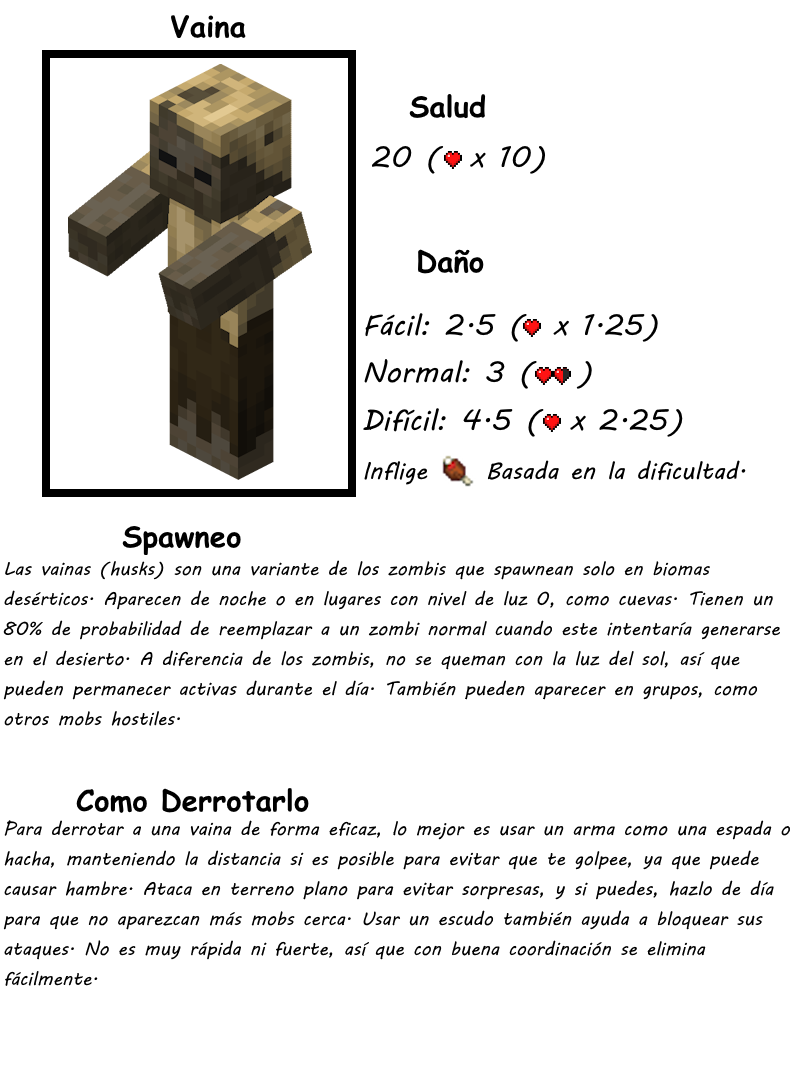 Vaina
Salud
20 ( x 10)
Daño
Fácil: 2.5 ( x 1.25)
Normal: 3 ( )
Difícil: 4.5 ( x 2.25)
Inflige Basada en la dificultad.
Spawneo
Las vainas (husks) son una variante de los zombis que spawnean solo en biomas
desérticos. Aparecen de noche o en lugares con nivel de luz 0, como cuevas. Tienen un
80% de probabilidad de reemplazar a un zombi normal cuando este intentaría generarse
en el desierto. A diferencia de los zombis, no se queman con la luz del sol, así que
pueden permanecer activas durante el día. También pueden aparecer en grupos, como
otros mobs hostiles.
Como Derrotarlo
Para derrotar a una vaina de forma eficaz, lo mejor es usar un arma como una espada o
hacha, manteniendo la distancia si es posible para evitar que te golpee, ya que puede
causar hambre. Ataca en terreno plano para evitar sorpresas, y si puedes, hazlo de día
para que no aparezcan más mobs cerca. Usar un escudo también ayuda a bloquear sus
ataques. No es muy rápida ni fuerte, así que con buena coordinación se elimina
fácilmente.